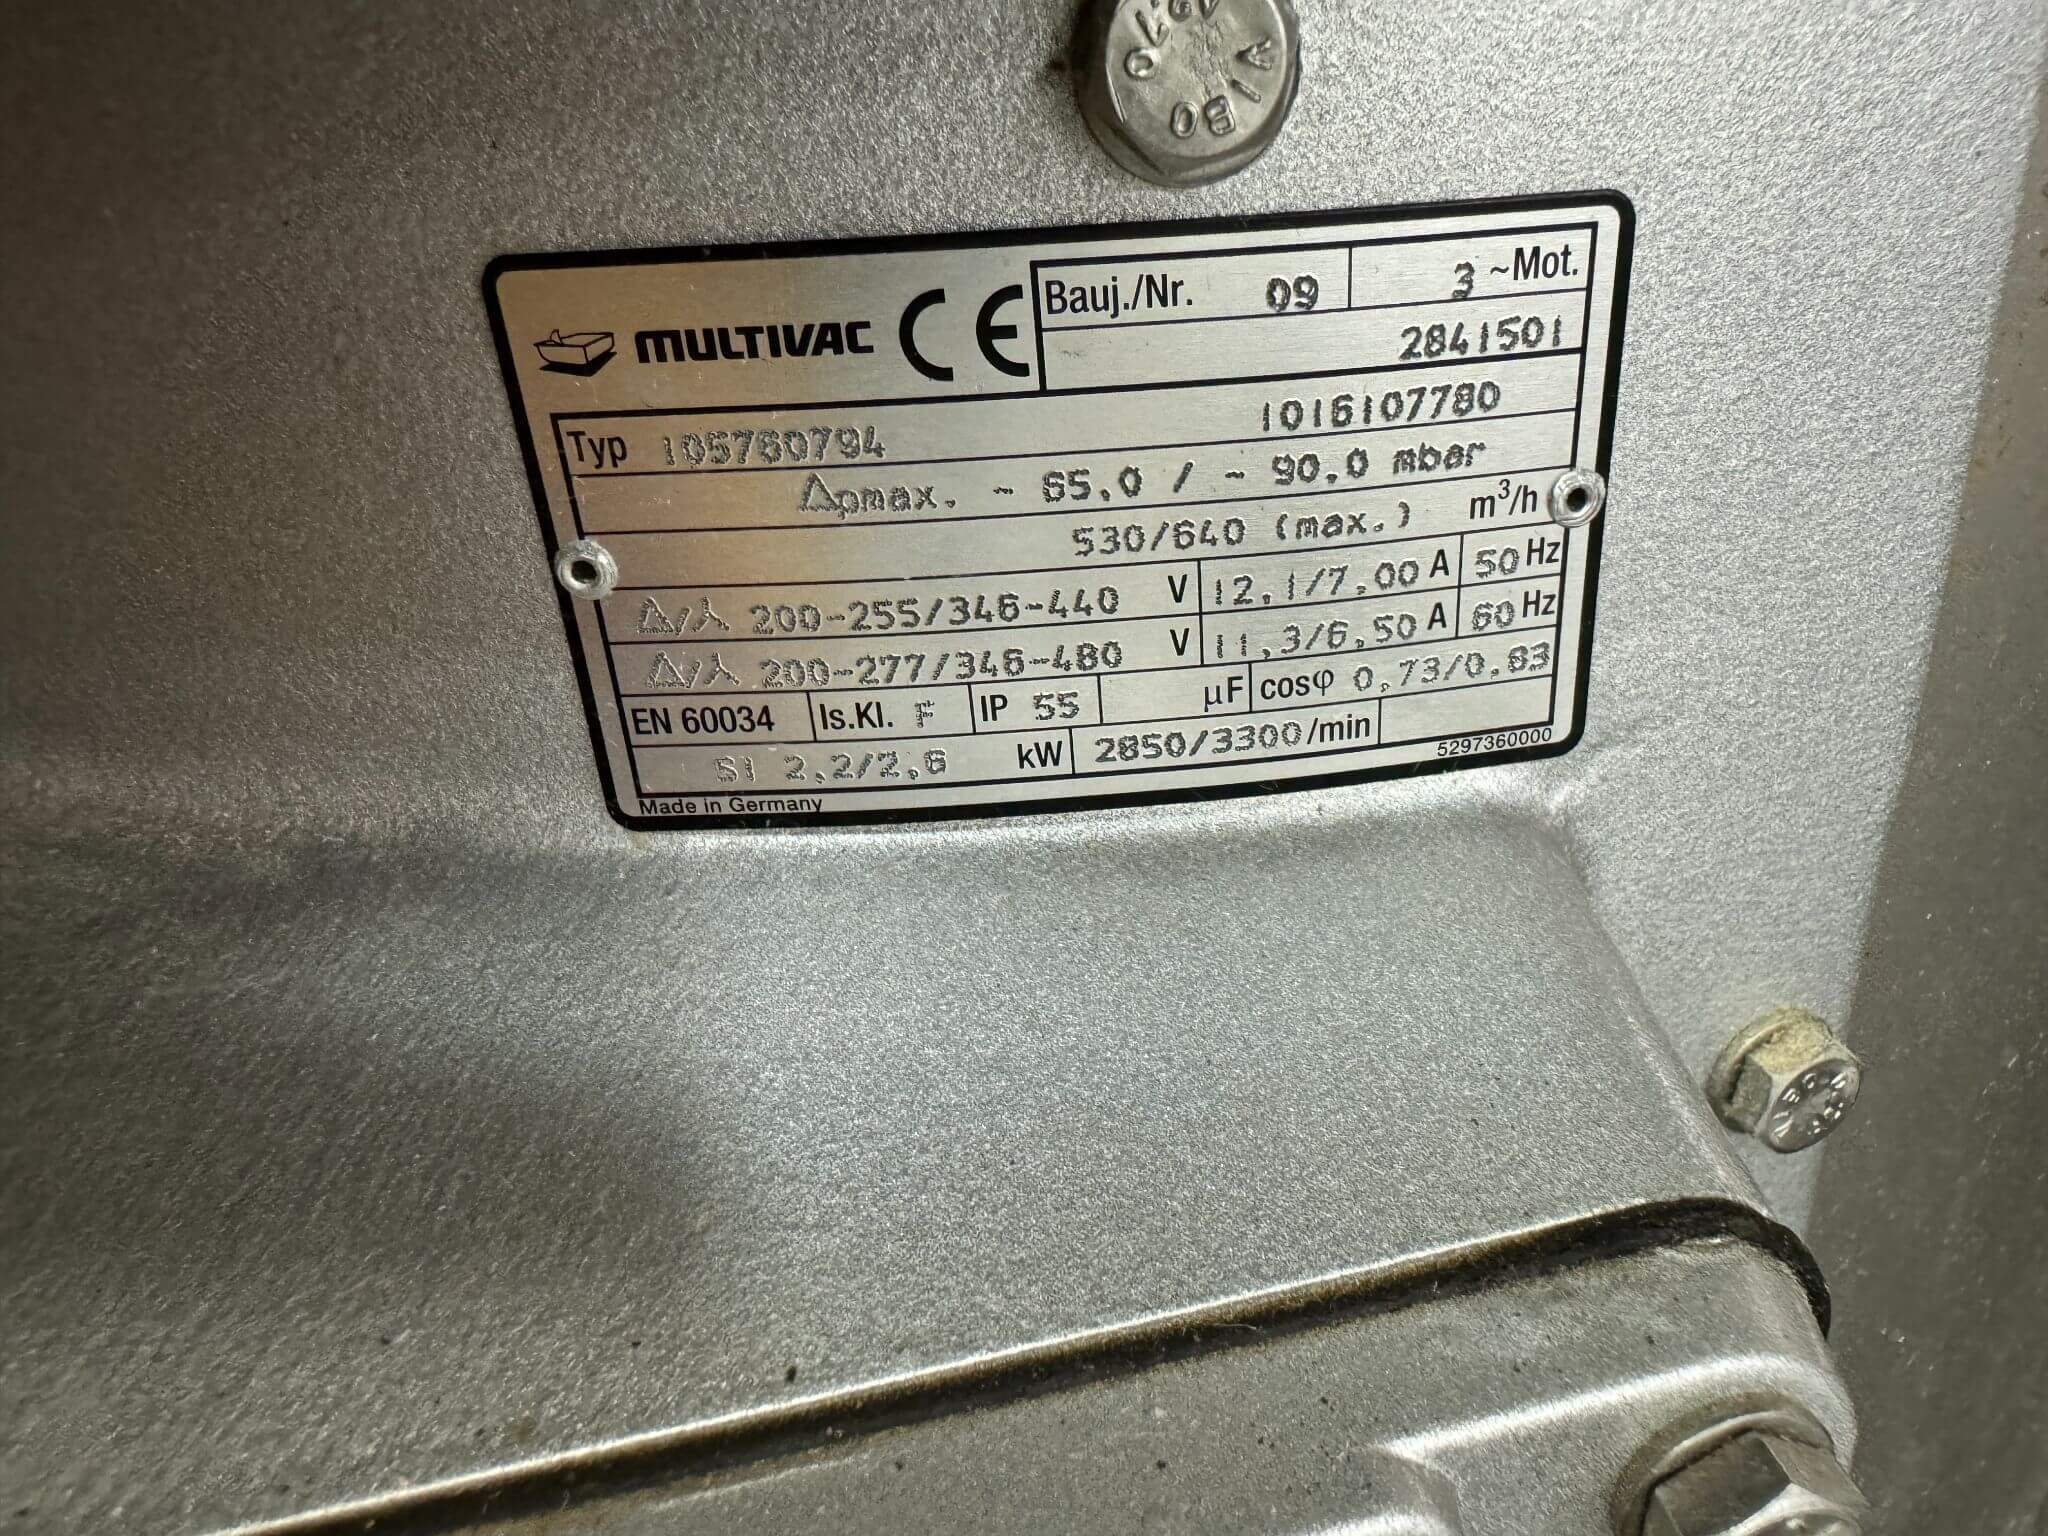 A
80
MULTIVAC CE
Bauj./Nr. 09 3 ~Mot.
2841501
Typ 105760794 1016107780
Δpmax. - 65.0 / - 90.0 mbar
530/640 (max.) m³/h
Δ/⅄ 200-255/346-440 V 12,1/7,00 A 50 Hz
Δ/⅄ 200-277/346-480 V 11,3/6,50 A 60 Hz
EN 60034 Is.Kl. F IP 55 µF cosφ 0,73/0,83
S1 2,2/2,6 kW 2850/3300 /min
5297360000
Made in Germany